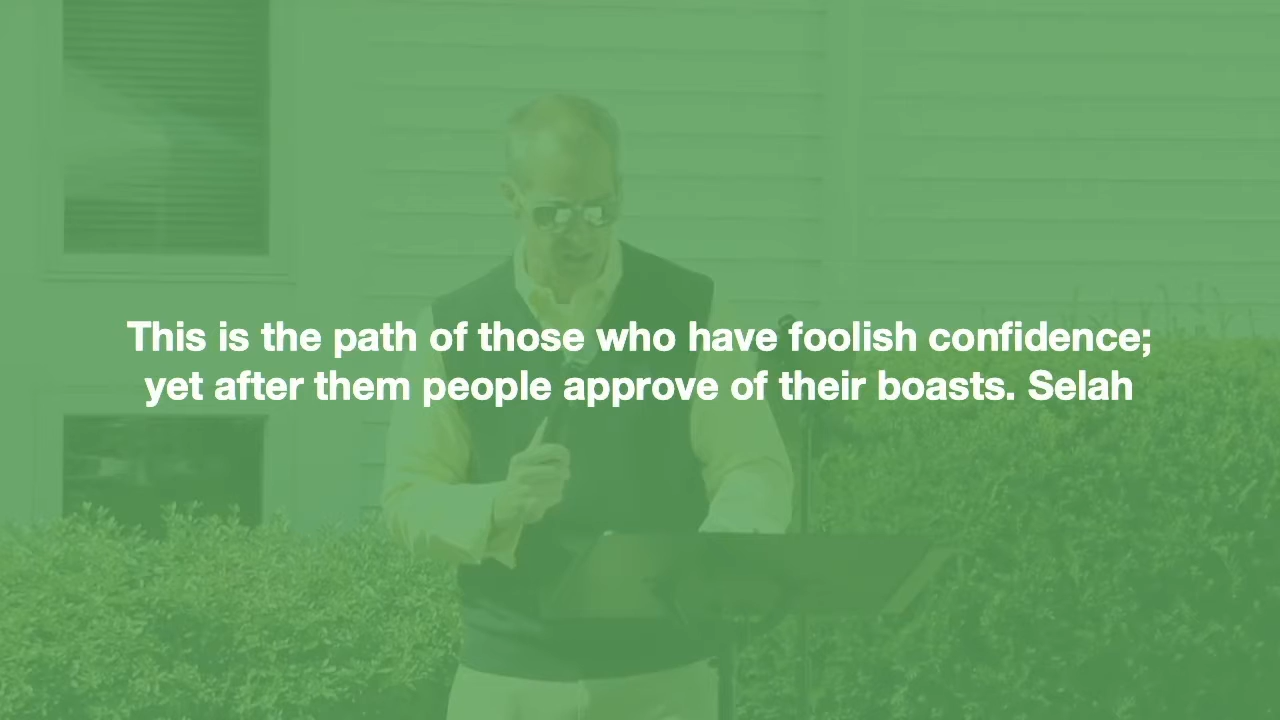 This is the path of those who have foolish confidence;
yet after them people approve of their boasts. Selah